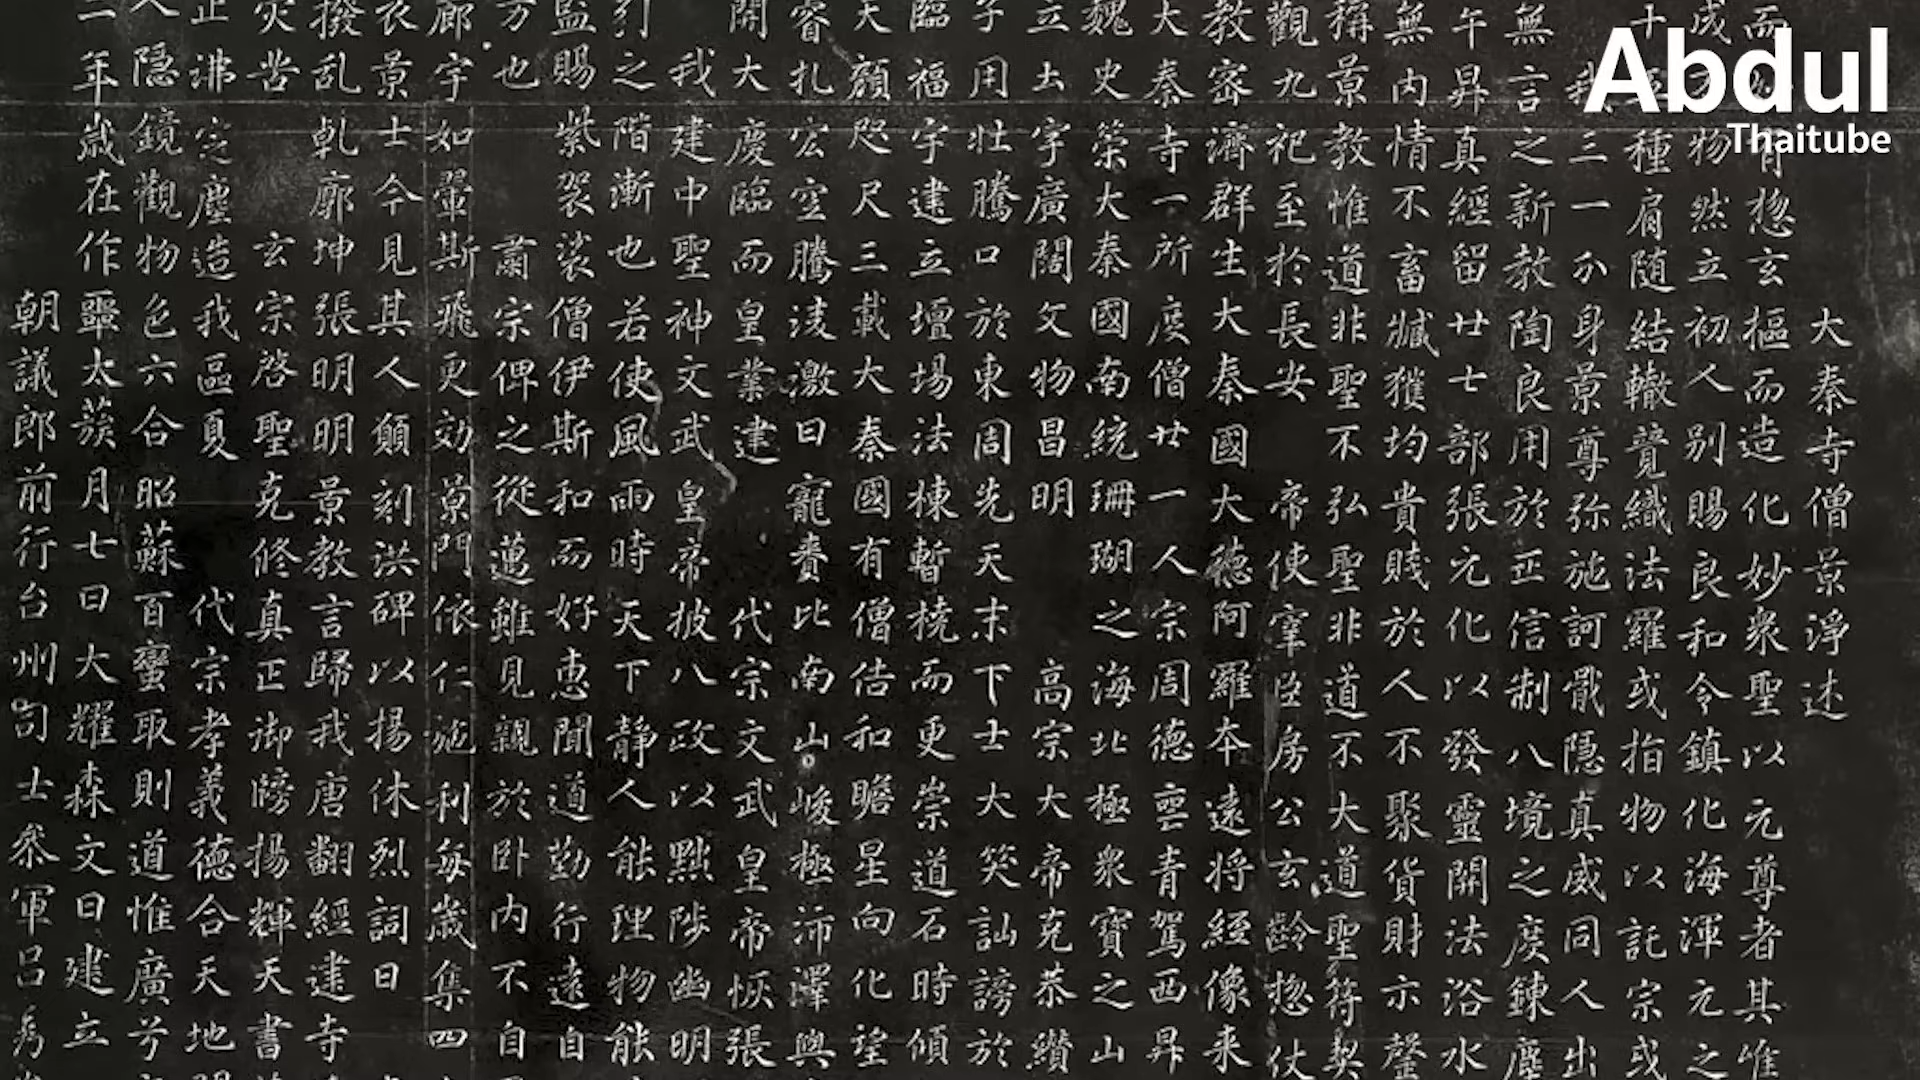 Abdul
Thaitube
大秦寺僧景淨述
而有惚玄樞而造化妙衆聖以元尊者其唯
成物然立初人別賜良和令鎮化海渾元之
十種肩随結轍竟織法羅或指物以託宗或
我三一分身景尊弥施訶戢隱真威同人出
無言之新教陶良用於正信制八境之度鍊塵
午昇真經留廿七部張元化以發靈關法浴水
無內情不畜臧獲均貴賤於人不聚貨財示罄
稱景教惟道非聖不弘聖非道不大道聖符契
觀九祀至於長安 帝使宰臣房公玄齡惣仗
教密濟群生大秦國大德阿羅本遠將經像来
大秦寺一所度僧廿一人宗周德喪青駕西昇
魏史榮大秦國南統珊瑚之海北極衆寶之山
立土宇廣闊文物昌明 高宗大帝克恭纘
子用壯騰口於東周先天末下士大笑訕謗於
臨福宇建立壇場法棟暫橈而更崇道石時傾
天顏咫尺三載大秦國有僧佶和瞻星向化望
睿扎宏空騰淩激日寵賚比南山峻極沛澤與
開大慶臨而皇業建 代宗文武皇帝恢張
我建中聖神文武皇帝披八政以黜陟幽明
引之階漸也若使風雨時天下靜人能理物能
監賜紫袈裟僧伊斯和而好惠聞道勤行遠自
方也 肅宗俾之從邁雖見親於卧內不自
廊宇如翬斯飛更効景門依仁施利每歲集四
衣景士今見其人願刻洪碑以揚休烈詞曰
撥乱乹廓坤張明明景教言歸我唐翻經建寺
灾苦 玄宗啓聖克修真正御牓揚輝天書
止沸定塵造我區夏 代宗孝義德合天地
人隱鏡觀物色六合昭蘇百蠻取則道惟廣兮
二年歲在作噩太蔟月七日大耀森文日建立
朝議郎前行台州司士參軍呂秀